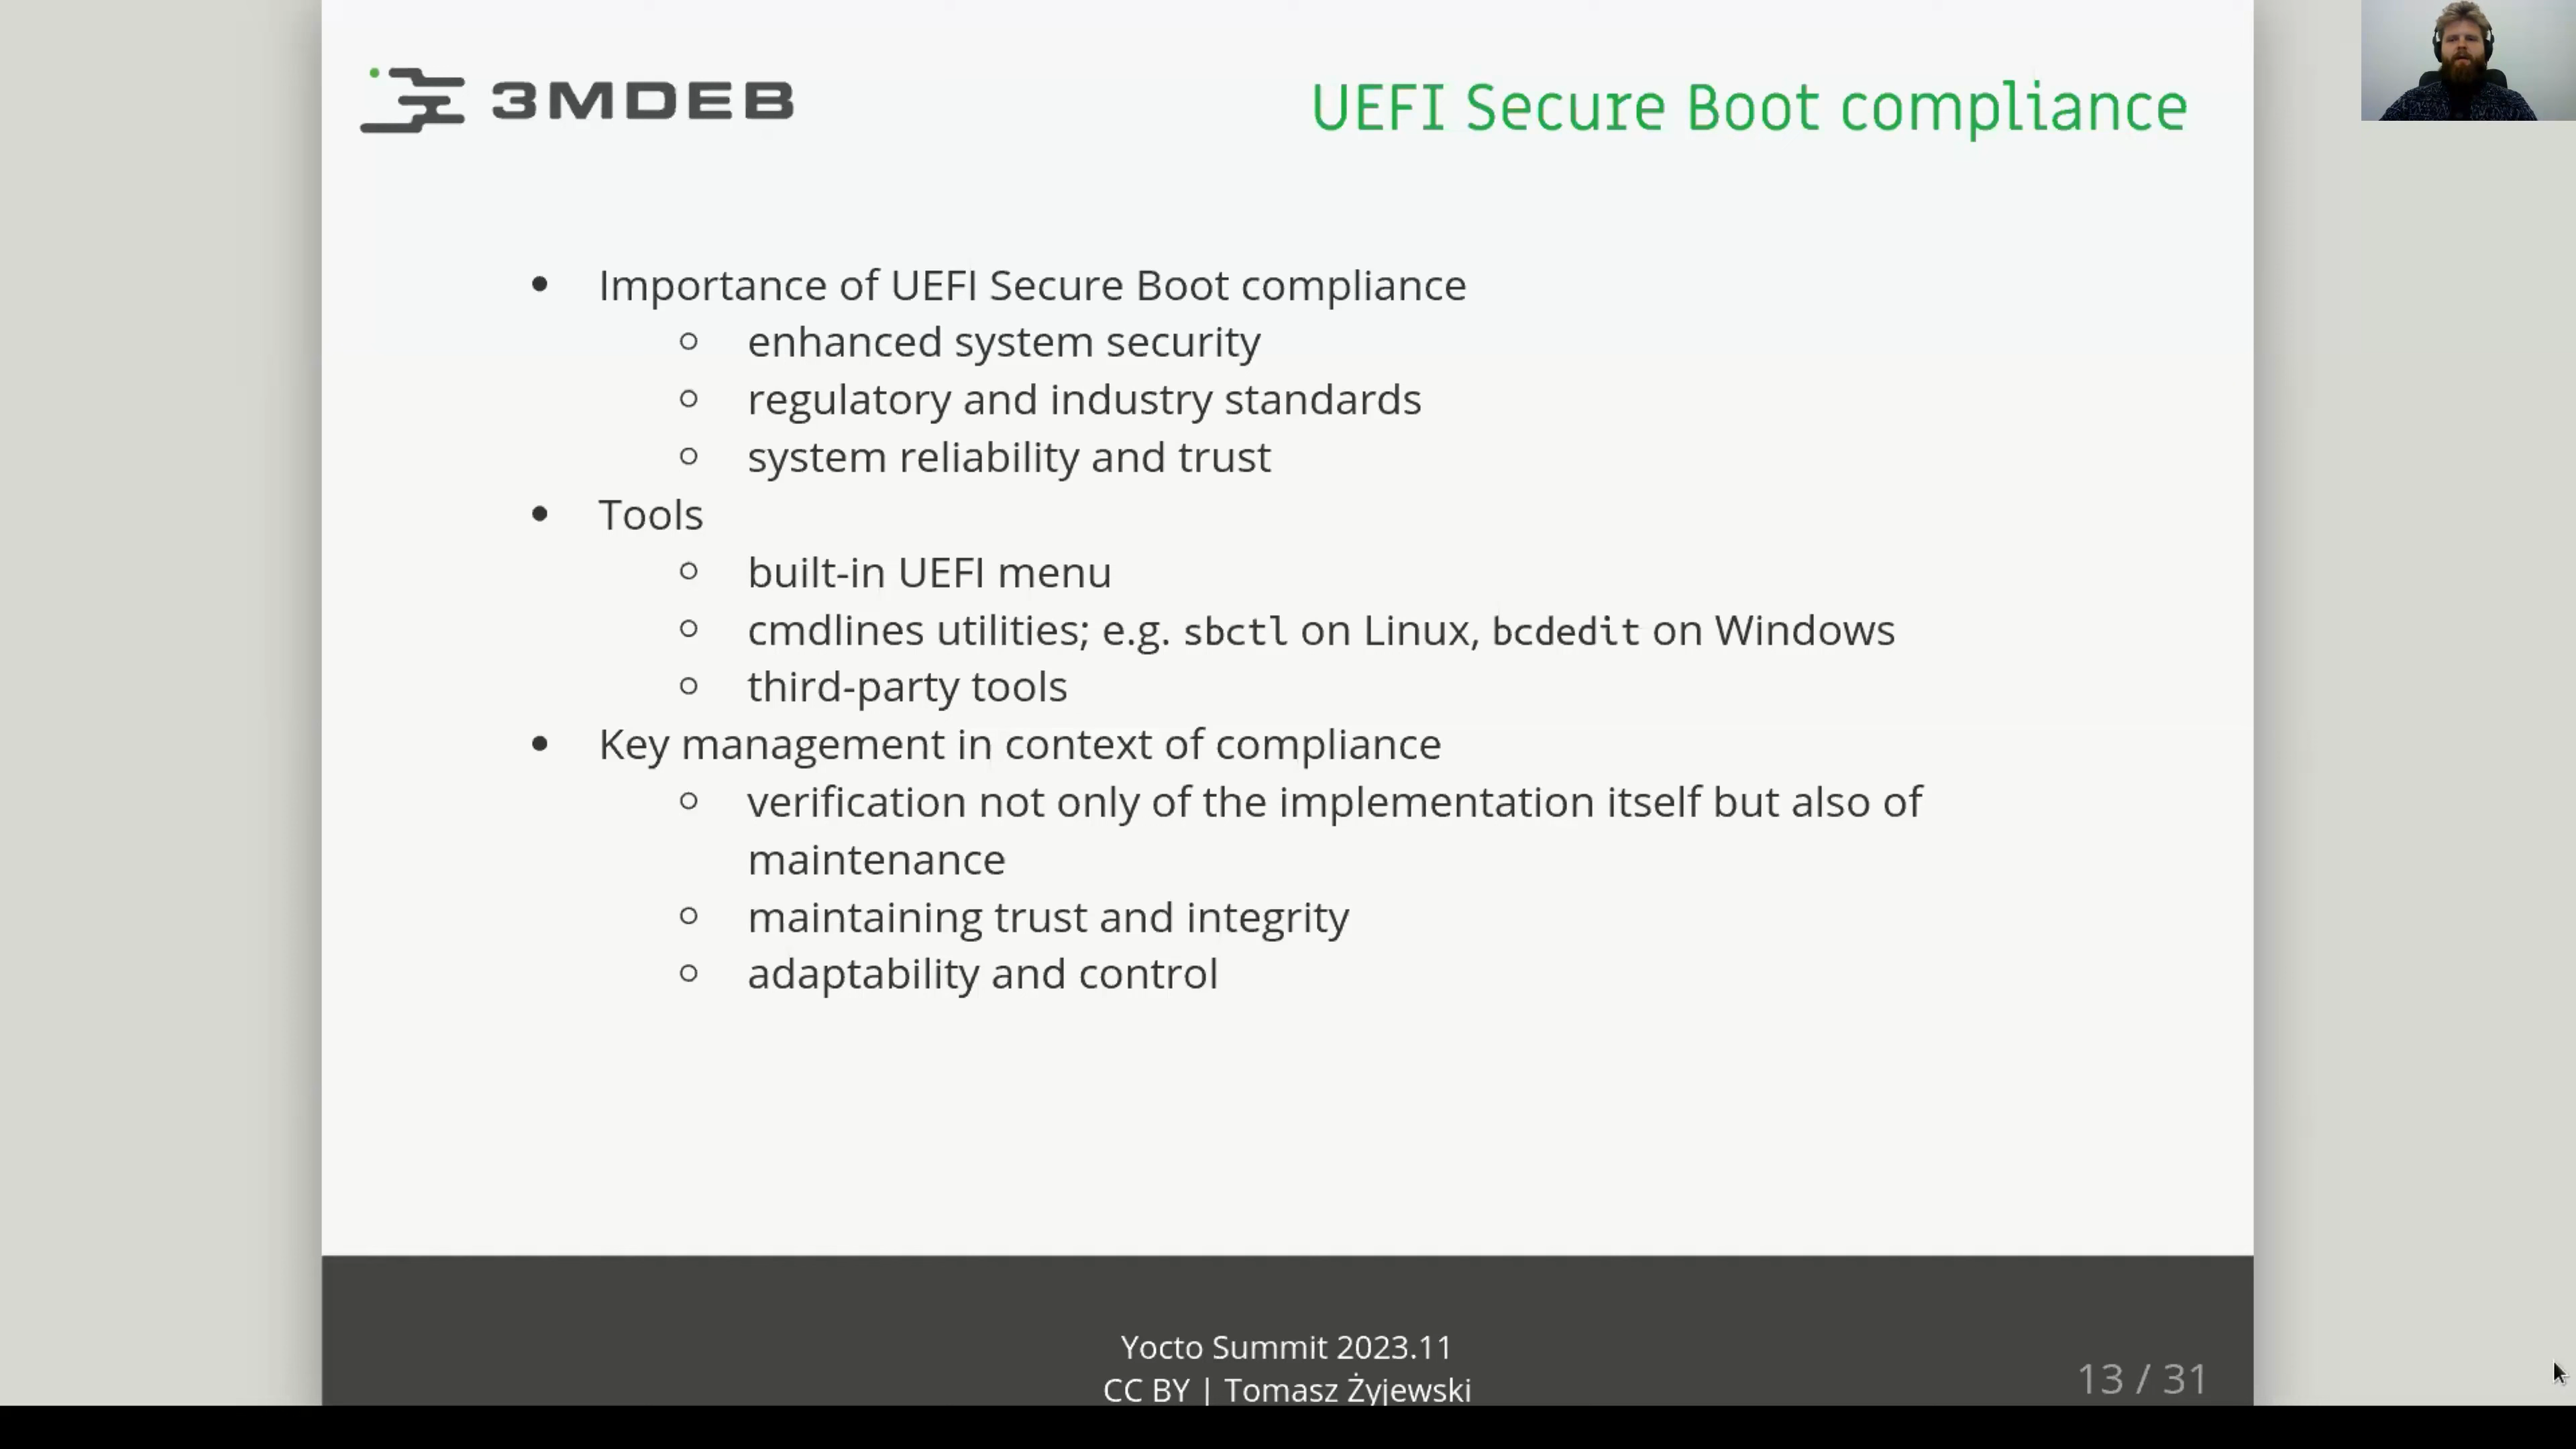 3MDEB
UEFI Secure Boot compliance
• Importance of UEFI Secure Boot compliance
○ enhanced system security
○ regulatory and industry standards
○ system reliability and trust
• Tools
○ built-in UEFI menu
○ cmdlines utilities; e.g. sbctl on Linux, bcdedit on Windows
○ third-party tools
• Key management in context of compliance
○ verification not only of the implementation itself but also of
maintenance
○ maintaining trust and integrity
○ adaptability and control
Yocto Summit 2023.11
CC BY | Tomasz Żyjewski
13 / 31